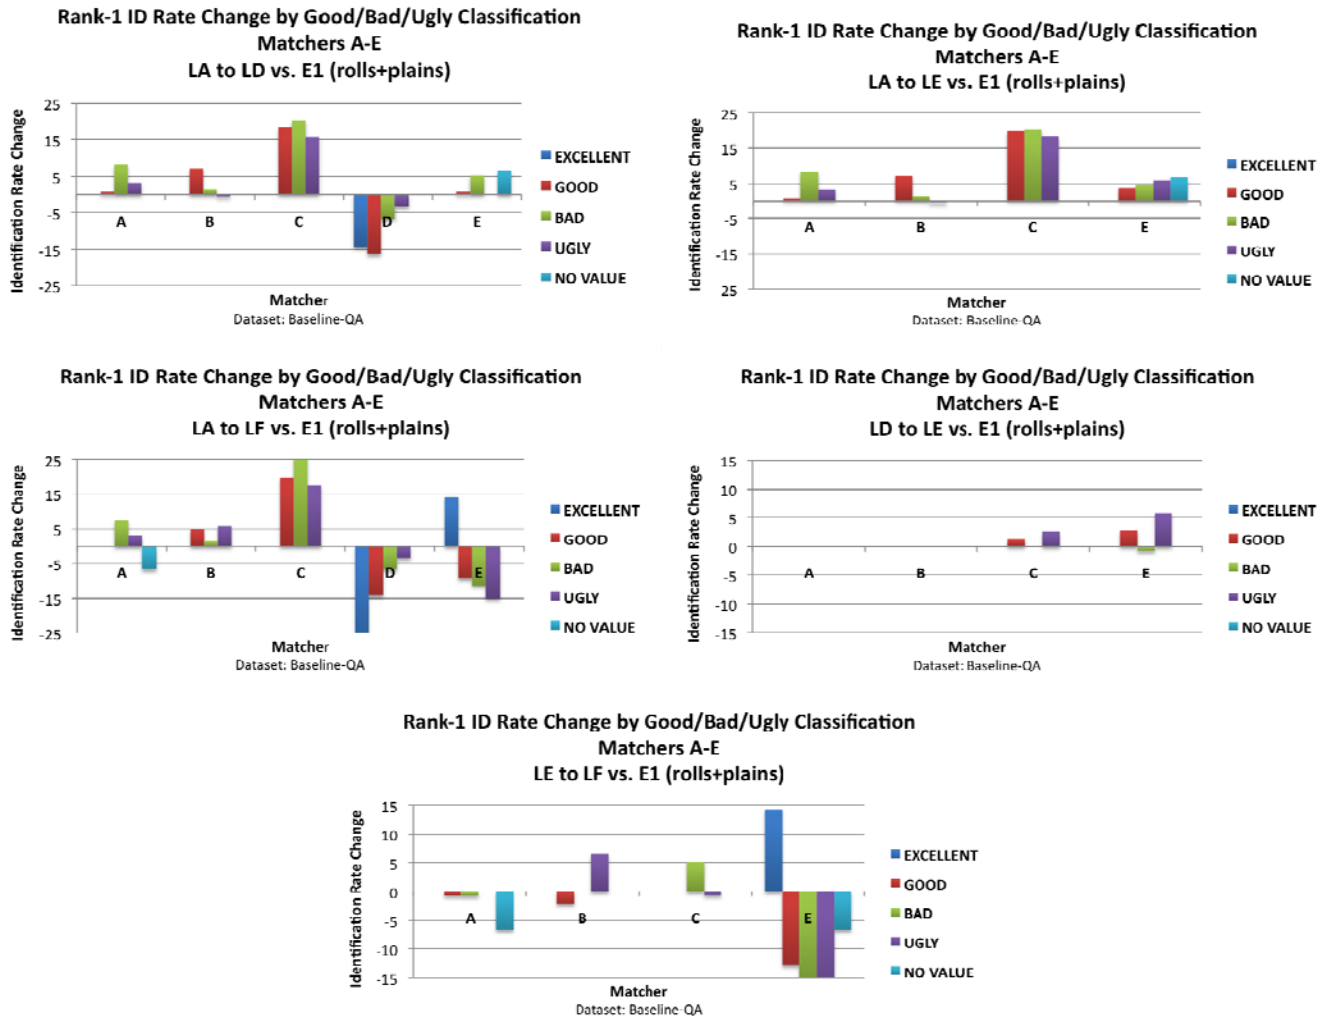 Rank-1 ID Rate Change by Good/Bad/Ugly Classification
Matchers A-E
LA to LD vs. E1 (rolls+plains)
Identification Rate Change
25
15
5
-5
-15
-25
A
B
C
D
E
Matcher
Dataset: Baseline-QA
EXCELLENT
GOOD
BAD
UGLY
NO VALUE
Rank-1 ID Rate Change by Good/Bad/Ugly Classification
Matchers A-E
LA to LE vs. E1 (rolls+plains)
Identification Rate Change
25
15
5
-5
-15
25
A
B
C
E
Matcher
Dataset: Baseline-QA
EXCELLENT
GOOD
BAD
UGLY
NO VALUE
Rank-1 ID Rate Change by Good/Bad/Ugly Classification
Matchers A-E
LA to LF vs. E1 (rolls+plains)
Identification Rate Change
25
15
5
-5
-15
-25
A
B
C
D
E
Matcher
Dataset: Baseline-QA
EXCELLENT
GOOD
BAD
UGLY
NO VALUE
Rank-1 ID Rate Change by Good/Bad/Ugly Classification
Matchers A-E
LD to LE vs. E1 (rolls+plains)
Identification Rate Change
15
10
5
0
-5
-10
-15
A
B
C
E
Matcher
Dataset: Baseline-QA
EXCELLENT
GOOD
BAD
UGLY
NO VALUE
Rank-1 ID Rate Change by Good/Bad/Ugly Classification
Matchers A-E
LE to LF vs. E1 (rolls+plains)
Identification Rate Change
15
10
5
0
-5
-10
-15
A
B
C
E
Matcher
Dataset: Baseline-QA
EXCELLENT
GOOD
BAD
UGLY
NO VALUE